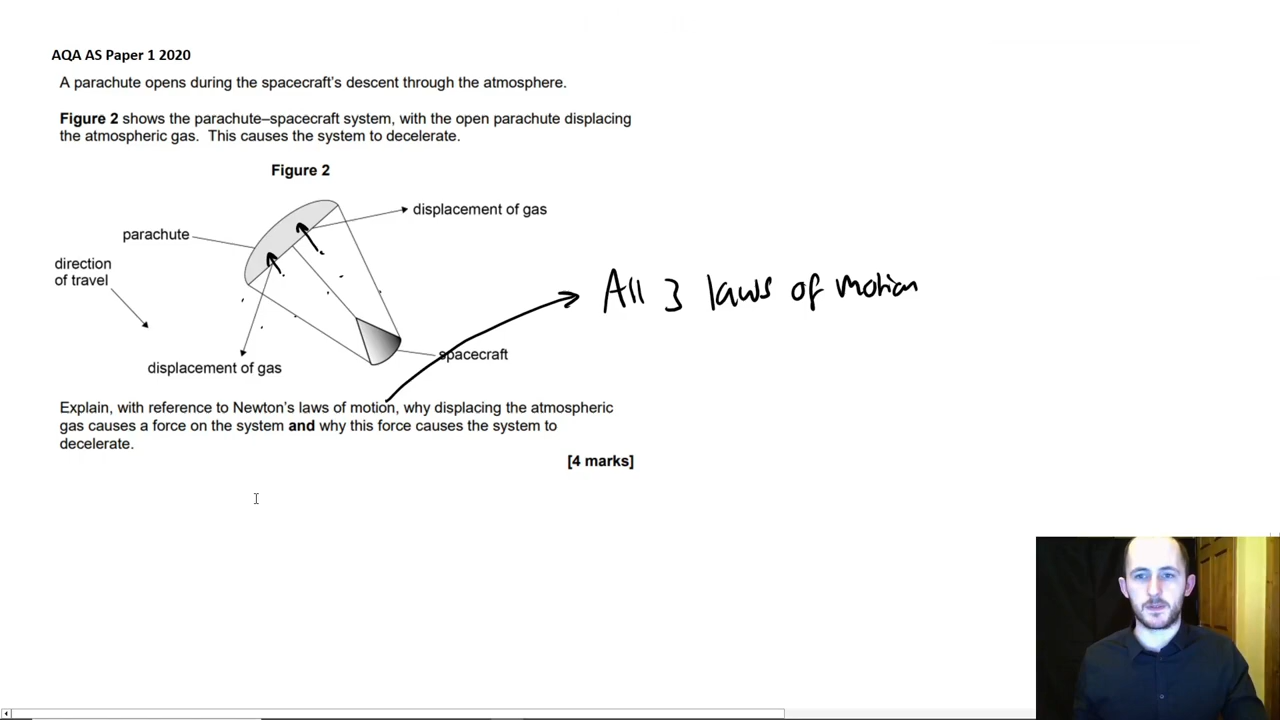 AQA AS Paper 1 2020
A parachute opens during the spacecraft's descent through the atmosphere.
Figure 2 shows the parachute–spacecraft system, with the open parachute displacing
the atmospheric gas. This causes the system to decelerate.
Figure 2
displacement of gas
parachute
direction
of travel
All 3 laws of motion
spacecraft
displacement of gas
Explain, with reference to Newton's laws of motion, why displacing the atmospheric
gas causes a force on the system and why this force causes the system to
decelerate.
[4 marks]